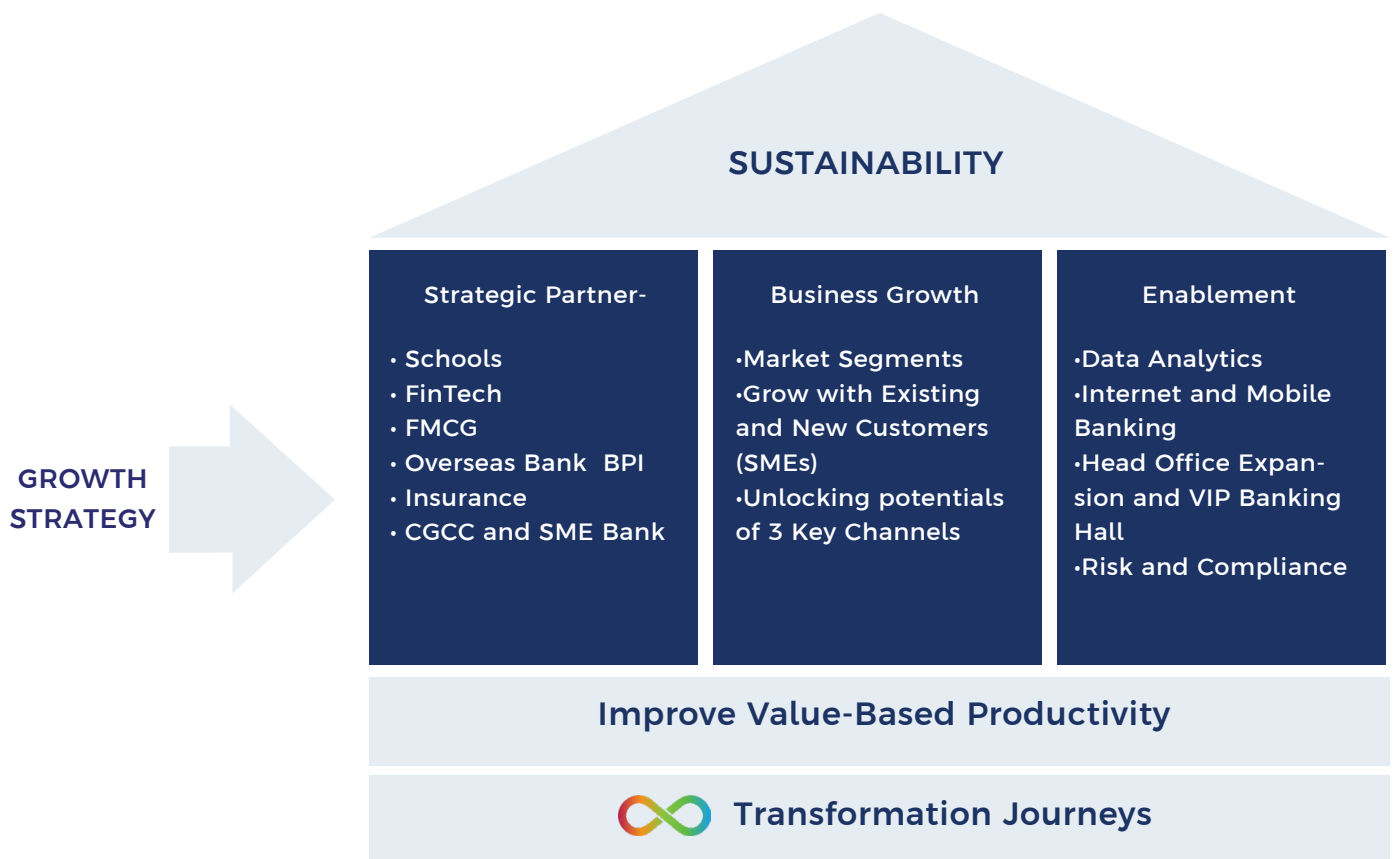 SUSTAINABILITY
GROWTH
STRATEGY
Strategic Partner-
• Schools
• FinTech
• FMCG
• Overseas Bank  BPI
• Insurance
• CGCC and SME Bank
Business Growth
•Market Segments
•Grow with Existing
and New Customers
(SMEs)
•Unlocking potentials
of 3 Key Channels
Enablement
•Data Analytics
•Internet and Mobile
Banking
•Head Office Expan-
sion and VIP Banking
Hall
•Risk and Compliance
Improve Value-Based Productivity
Transformation Journeys